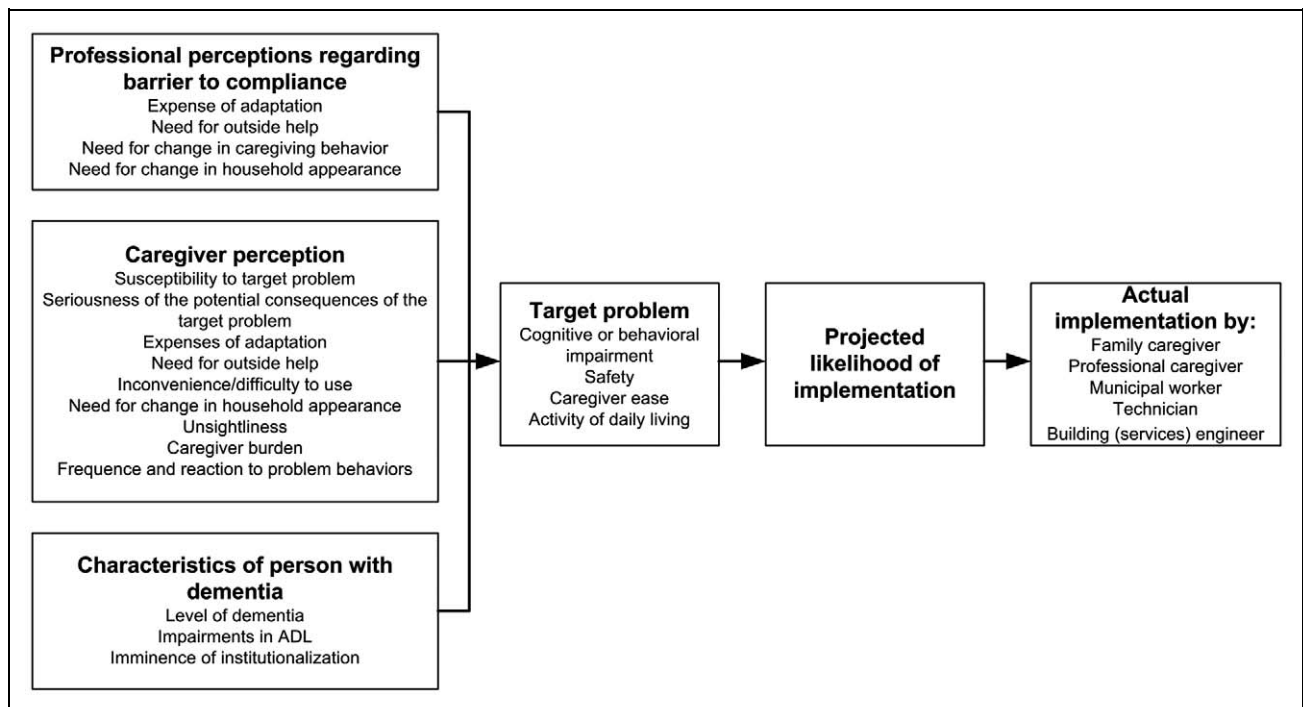 Professional perceptions regarding
barrier to compliance
Expense of adaptation
Need for outside help
Need for change in caregiving behavior
Need for change in household appearance
Caregiver perception
Susceptibility to target problem
Seriousness of the potential consequences of the
target problem
Expenses of adaptation
Need for outside help
Inconvenience/difficulty to use
Need for change in household appearance
Unsightliness
Caregiver burden
Frequence and reaction to problem behaviors
Characteristics of person with
dementia
Level of dementia
Impairments in ADL
Imminence of institutionalization
Target problem
Cognitive or behavioral
impairment
Safety
Caregiver ease
Activity of daily living
Projected
likelihood of
implementation
Actual
implementation by:
Family caregiver
Professional caregiver
Municipal worker
Technician
Building (services) engineer